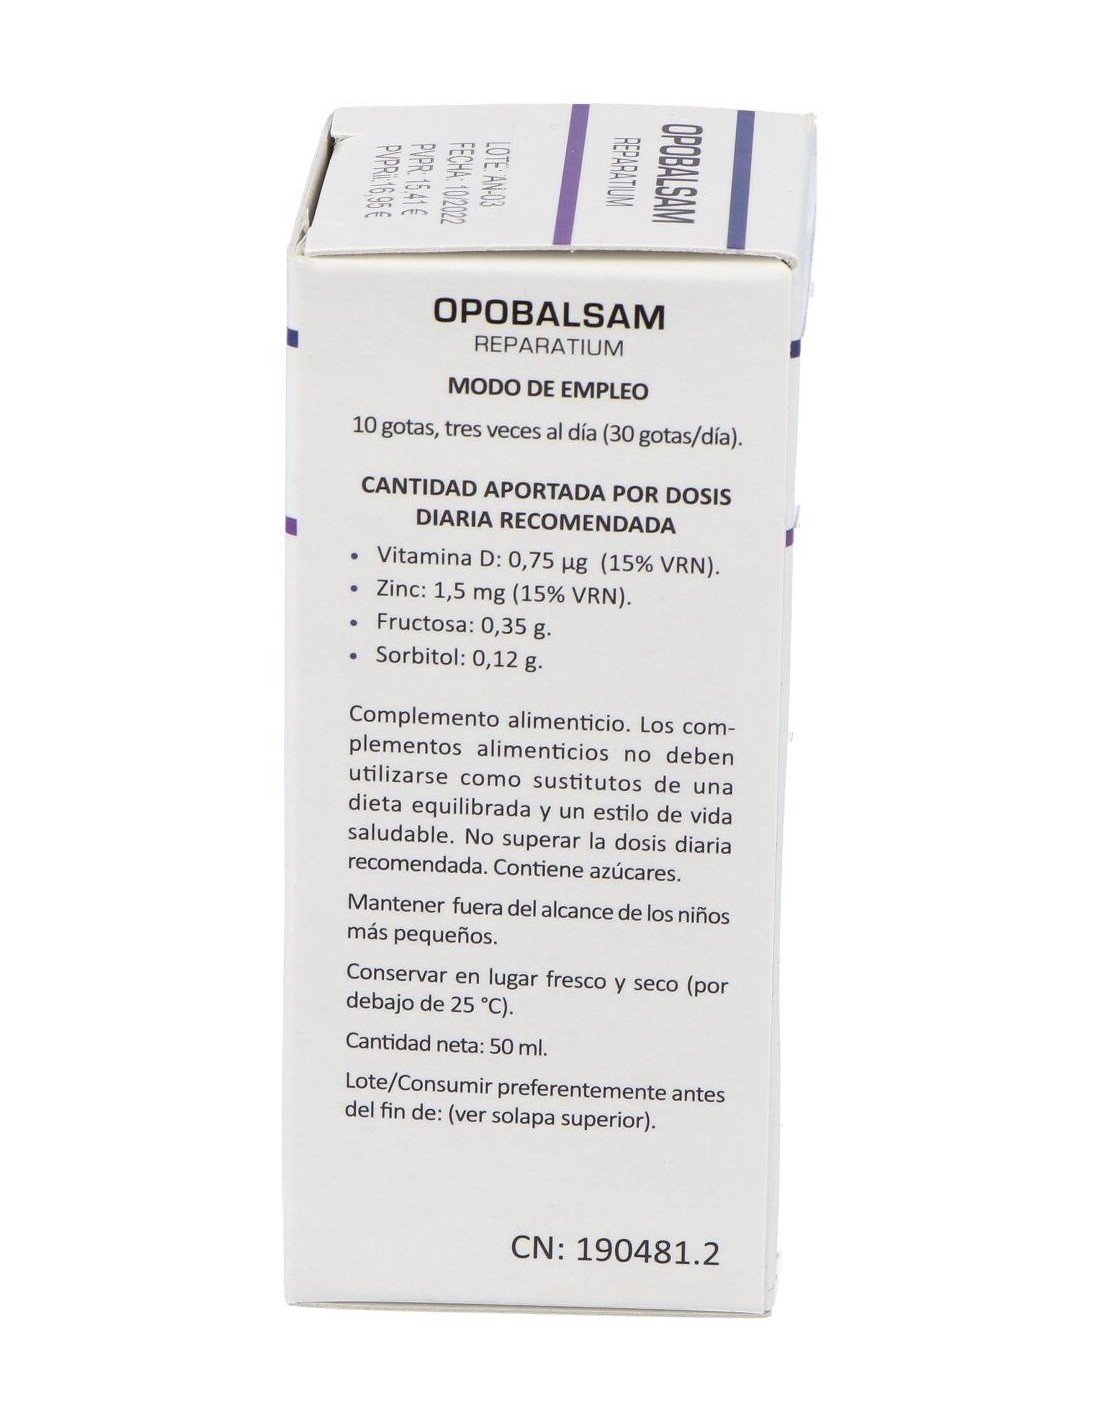 OPOBALSAM
REPARATIUM
LOTE: AN-03
FECHA: 10/2022
PVPR: 15,41 €
PVPRii:16,95 €
OPOBALSAM
REPARATIUM
MODO DE EMPLEO
10 gotas, tres veces al día (30 gotas/día).
CANTIDAD APORTADA POR DOSIS
DIARIA RECOMENDADA
• Vitamina D: 0,75 µg (15% VRN).
• Zinc: 1,5 mg (15% VRN).
• Fructosa: 0,35 g.
• Sorbitol: 0,12 g.
Complemento alimenticio. Los com-
plementos alimenticios no deben
utilizarse como sustitutos de una
dieta equilibrada y un estilo de vida
saludable. No superar la dosis diaria
recomendada. Contiene azúcares.
Mantener fuera del alcance de los niños
más pequeños.
Conservar en lugar fresco y seco (por
debajo de 25 °C).
Cantidad neta: 50 ml.
Lote/Consumir preferentemente antes
del fin de: (ver solapa superior).
CN: 190481.2